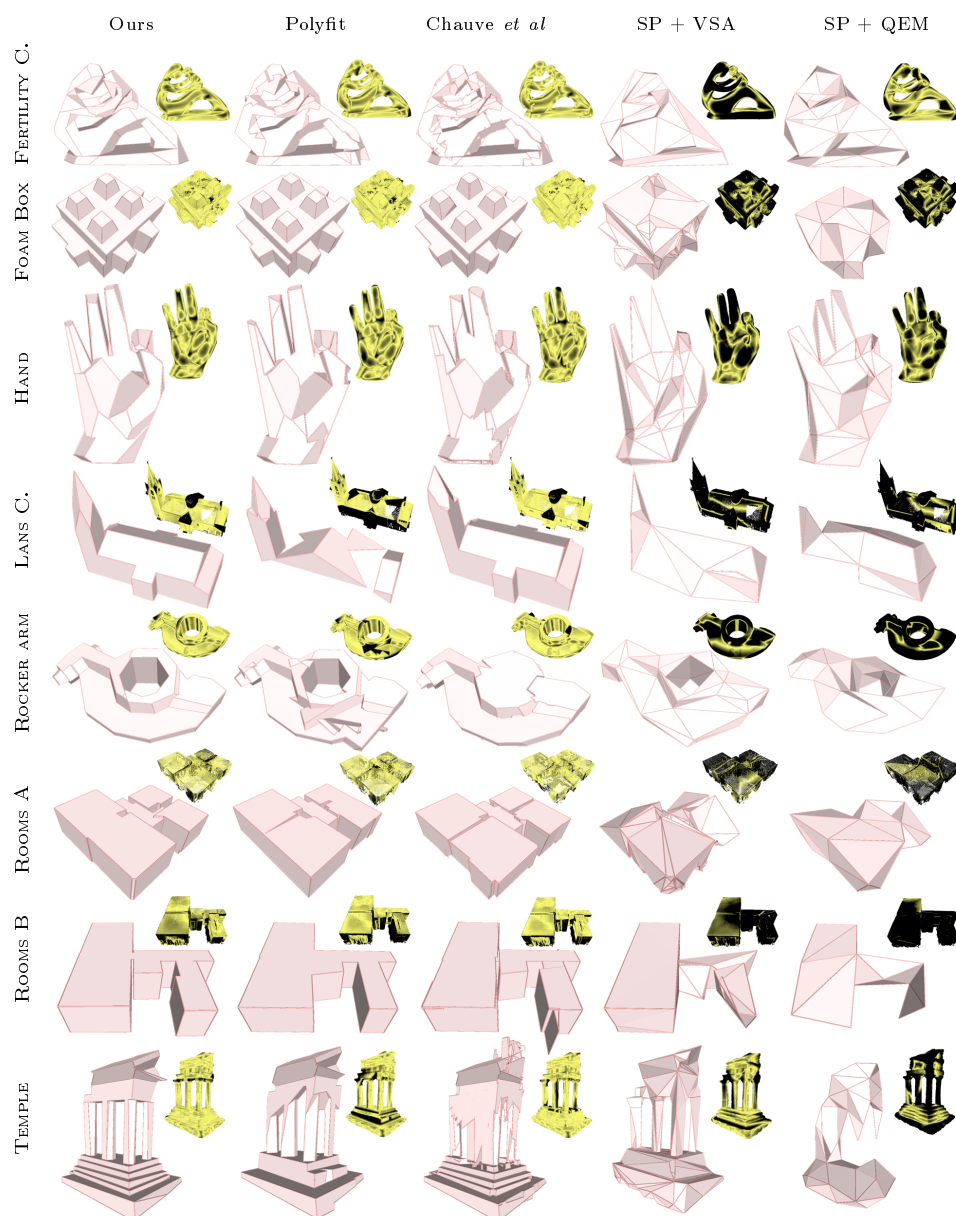 Ours Polyfit Chauve et al SP + VSA SP + QEM
Fertility C.
Foam Box
Hand
Lans C.
Rocker arm
Rooms A
Rooms B
Temple